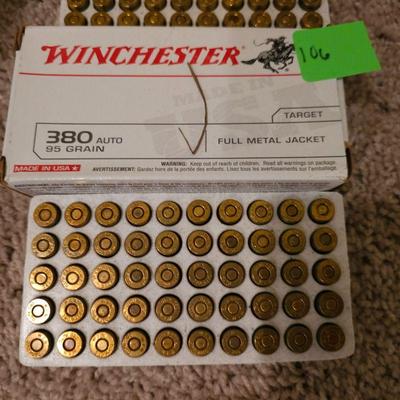 WINCHESTER
106
MADE IN
USA
TARGET
380 AUTO
95 GRAIN
FULL METAL JACKET
MADE IN USA
WARNING: Keep out of reach of children. Read all warnings on package.
AVERTISSEMENT: Garder hors de la portée des enfants. Lire tous les avertissements sur
l'emballage.